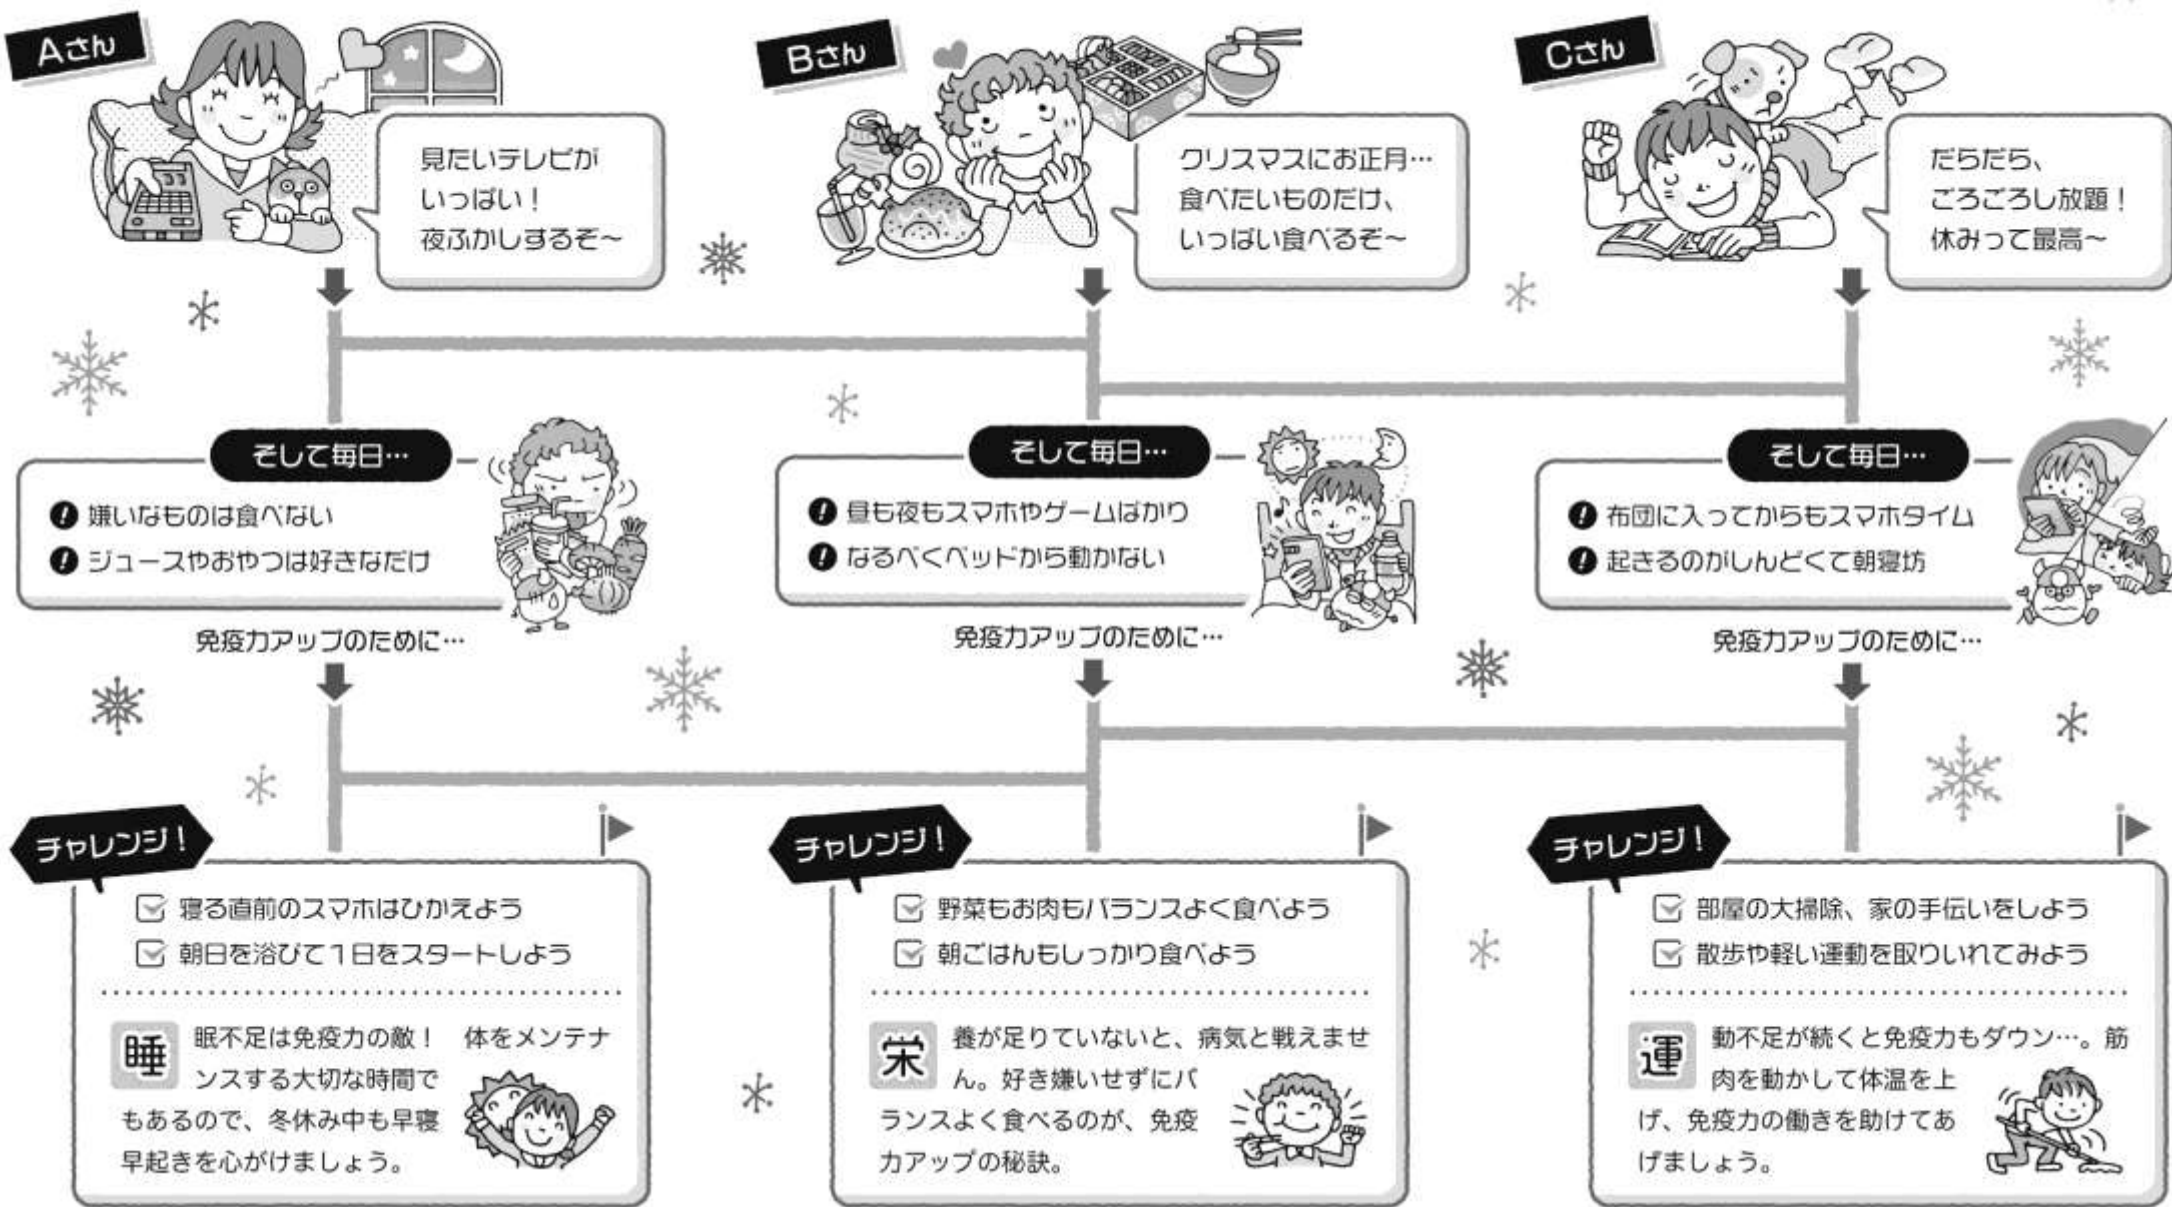 Aさん
見たいテレビが
いっぱい！
夜ふかしするぞ～
Bさん
クリスマスにお正月…
食べたいものだけ、
いっぱい食べるぞ～
Cさん
だらだら、
ごろごろし放題！
休みって最高～
そして毎日…
嫌いなものは食べない
ジュースやおやつは好きなだけ
免疫力アップのために…
そして毎日…
昼も夜もスマホやゲームばかり
なるべくベッドから動かない
免疫力アップのために…
そして毎日…
布団に入ってからもスマホタイム
起きるのがしんどくて朝寝坊
免疫力アップのために…
チャレンジ！
寝る直前のスマホはひかえよう
朝日を浴びて1日をスタートしよう
睡眠不足は免疫力の敵！　体をメンテナ
ンスする大切な時間で
もあるので、冬休み中も早寝
早起きを心がけましょう。
チャレンジ！
野菜もお肉もバランスよく食べよう
朝ごはんもしっかり食べよう
栄養が足りていないと、病気と戦えませ
ん。好き嫌いせずにバ
ランスよく食べるのが、免疫
力アップの秘訣。
チャレンジ！
部屋の大掃除、家の手伝いをしよう
散歩や軽い運動を取りいれてみよう
運動不足が続くと免疫力もダウン…。筋
肉を動かして体温を上
げ、免疫力の働きを助けてあ
げましょう。